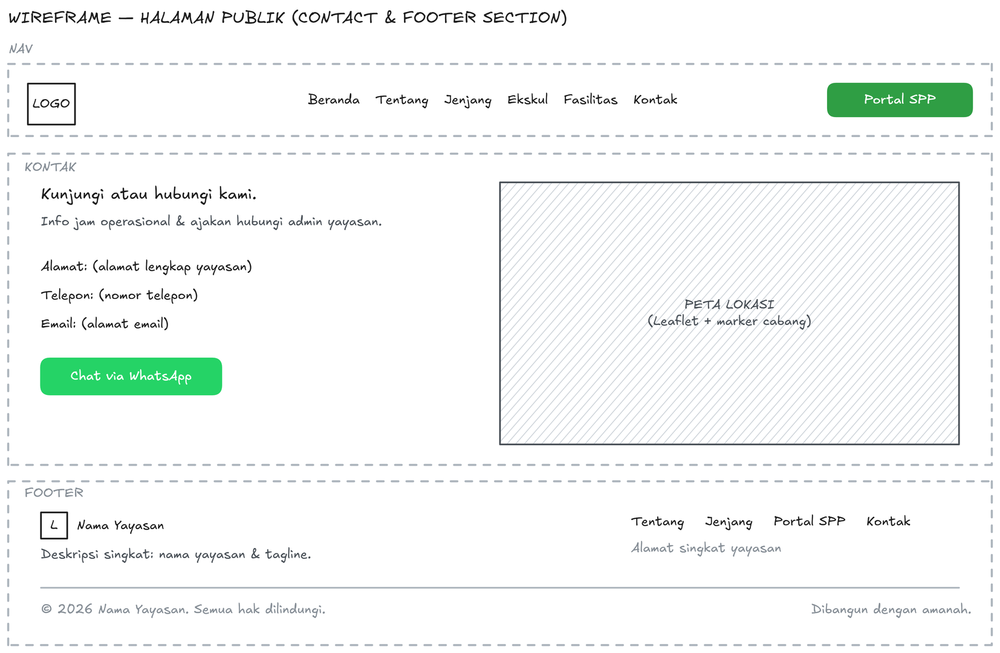 WIREFRAME — HALAMAN PUBLIK (CONTACT & FOOTER SECTION)
NAV
LOGO
Beranda Tentang Jenjang Ekskul Fasilitas Kontak
Portal SPP
KONTAK
Kunjungi atau hubungi kami.
Info jam operasional & ajakan hubungi admin yayasan.
Alamat: (alamat lengkap yayasan)
Telepon: (nomor telepon)
Email: (alamat email)
Chat via WhatsApp
PETA LOKASI
(Leaflet + marker cabang)
FOOTER
L Nama Yayasan
Deskripsi singkat: nama yayasan & tagline.
Tentang Jenjang Portal SPP Kontak
Alamat singkat yayasan
© 2026 Nama Yayasan. Semua hak dilindungi.
Dibangun dengan amanah.